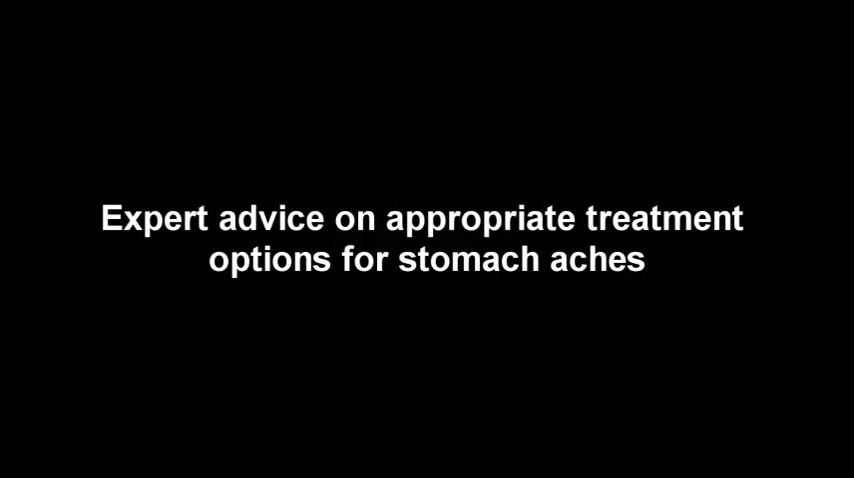 Expert advice on appropriate treatment
options for stomach aches